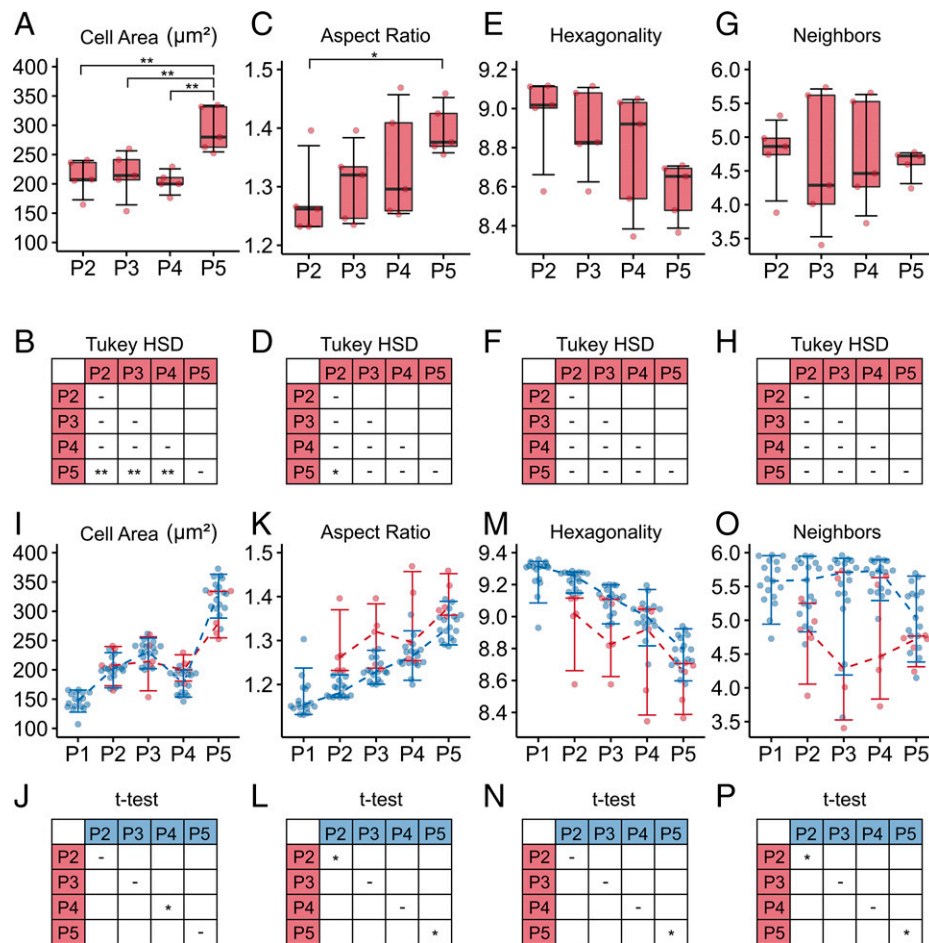 A C E G
Cell Area (µm²) Aspect Ratio Hexagonality Neighbors
400 350 300 250 200 150 100
** ** **
P2 P3 P4 P5
1.5 1.4 1.3 1.2
*
P2 P3 P4 P5
9.2 9.0 8.8 8.6 8.4
P2 P3 P4 P5
6.0 5.5 5.0 4.5 4.0 3.5
P2 P3 P4 P5
B D F H
Tukey HSD Tukey HSD Tukey HSD Tukey HSD
P2 P3 P4 P5 P2 P3 P4 P5 P2 P3 P4 P5 P2 P3 P4 P5
P2 - P2 - P2 - P2 -
P3 - - P3 - - P3 - - P3 - -
P4 - - - P4 - - - P4 - - - P4 - - -
P5 ** ** ** - P5 * - - - P5 - - - - P5 - - - -
I K M O
Cell Area (µm²) Aspect Ratio Hexagonality Neighbors
400 350 300 250 200 150 100
P1 P2 P3 P4 P5
1.5 1.4 1.3 1.2
P1 P2 P3 P4 P5
9.4 9.2 9.0 8.8 8.6 8.4
P1 P2 P3 P4 P5
6.0 5.5 5.0 4.5 4.0 3.5
P1 P2 P3 P4 P5
J L N P
t-test t-test t-test t-test
P2 P3 P4 P5 P2 P3 P4 P5 P2 P3 P4 P5 P2 P3 P4 P5
P2 - P2 * P2 - P2 *
P3 - P3 - P3 - P3 -
P4 * P4 - P4 - P4 -
P5 - P5 * P5 * P5 *